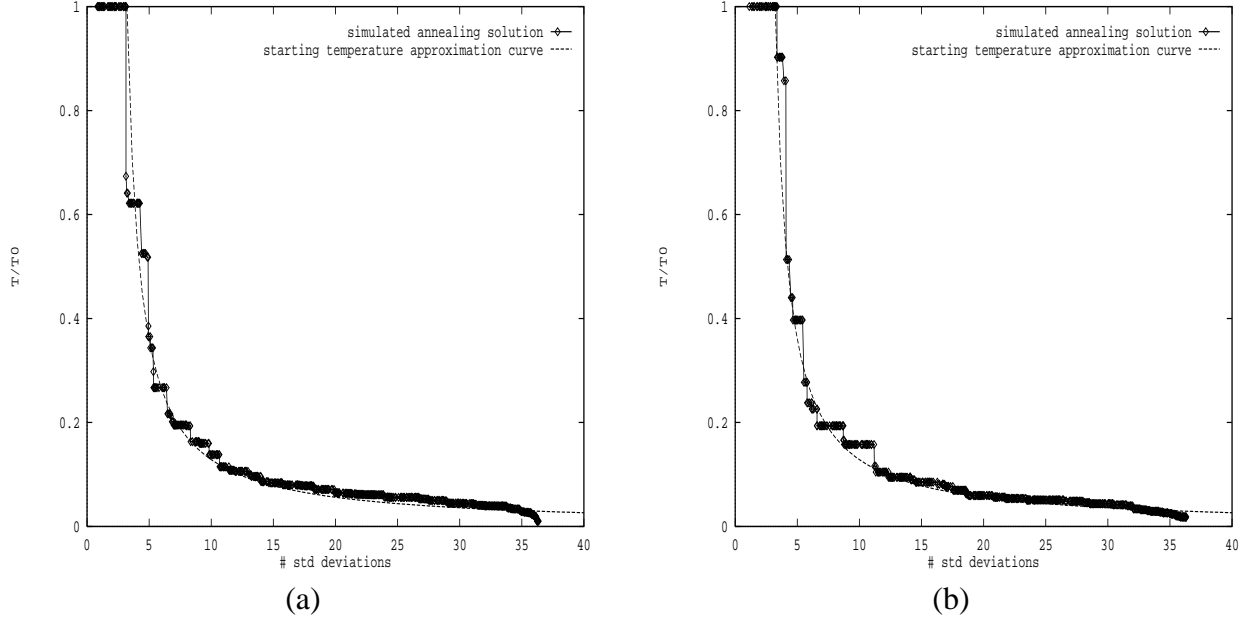 1
0.8
0.6
0.4
0.2
0
0 5 10 15 20 25 30 35 40
T/T0
# std deviations
simulated annealing solution
starting temperature approximation curve
(a)
1
0.8
0.6
0.4
0.2
0
0 5 10 15 20 25 30 35 40
T/T0
# std deviations
simulated annealing solution
starting temperature approximation curve
(b)